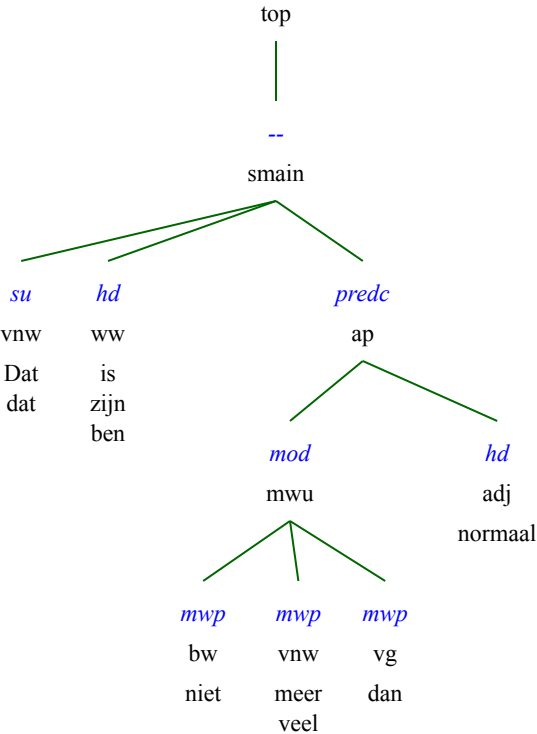 top
--
smain
su hd predc
vnw ww ap
Dat is
dat zijn
ben
mod hd
mwu adj
normaal
mwp mwp mwp
bw vnw vg
niet meer dan
veel